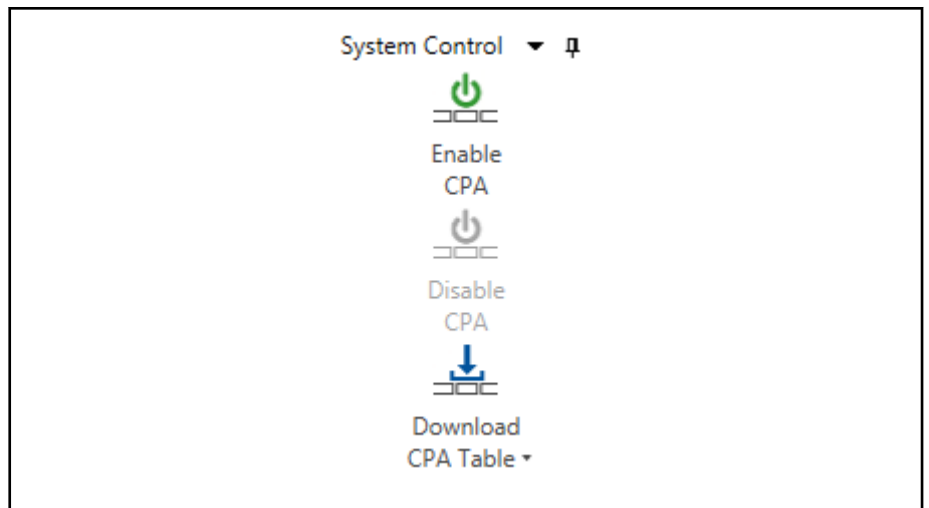 System Control
Enable
CPA
Disable
CPA
Download
CPA Table